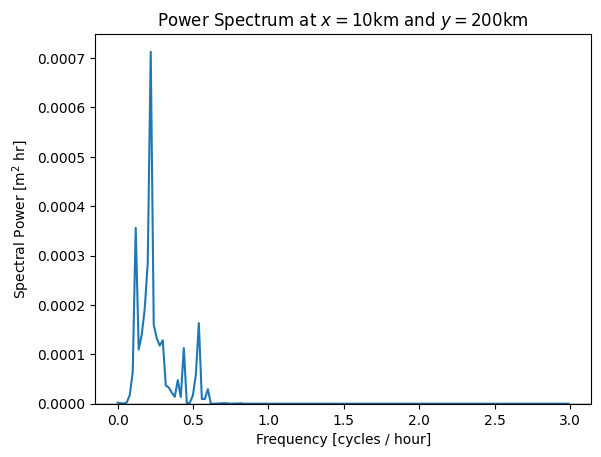 Power Spectrum at x = 10km and y = 200km
0.0007
0.0006
0.0005
0.0004
0.0003
0.0002
0.0001
0.0000
Spectral Power [m² hr]
0.0 0.5 1.0 1.5 2.0 2.5 3.0
Frequency [cycles / hour]